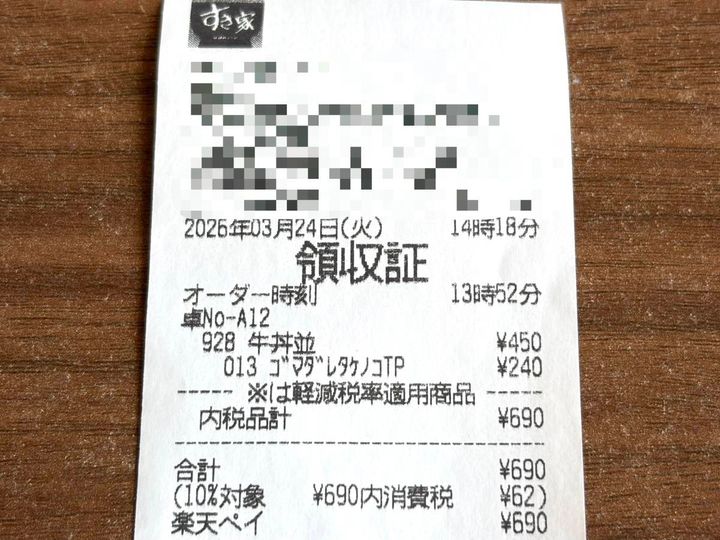 すき家
2026年03月24日(火) 14時18分
領収証
オーダー時刻 13時52分
卓No-A12
928 牛丼並 ¥450
013 ゴマダレタケノコTP ¥240
----- ※は軽減税率適用商品 -----
内税品計 ¥690
合計 ¥690
(10%対象 ¥690内消費税 ¥62)
楽天ペイ ¥690